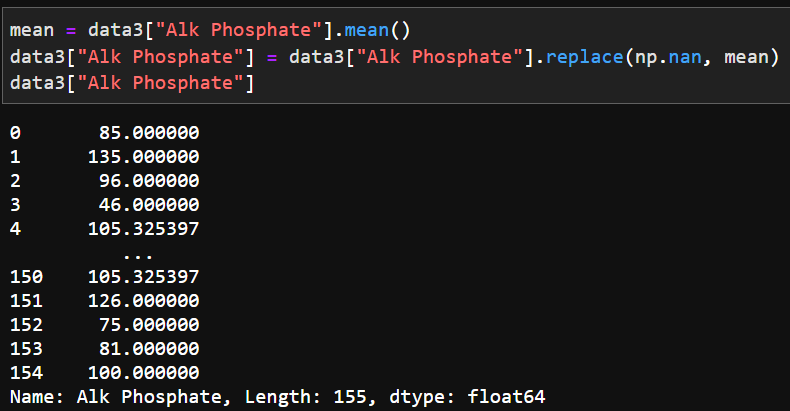 mean = data3["Alk Phosphate"].mean()
data3["Alk Phosphate"] = data3["Alk Phosphate"].replace(np.nan, mean)
data3["Alk Phosphate"]
0       85.000000
1      135.000000
2       96.000000
3       46.000000
4      105.325397
          ...
150    105.325397
151    126.000000
152     75.000000
153     81.000000
154    100.000000
Name: Alk Phosphate, Length: 155, dtype: float64